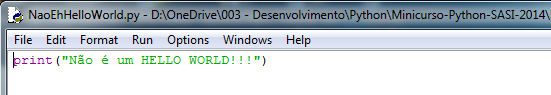 NaoEhHelloWorld.py - D:\OneDrive\003 - Desenvolvimento\Python\Minicurso-Python-SASI-2014\
File Edit Format Run Options Windows Help
print("Não é um HELLO WORLD!!!")